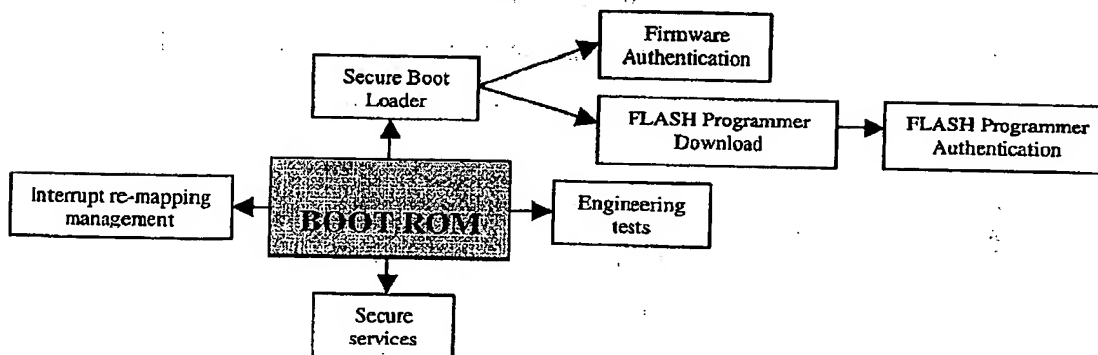 Firmware
Authentication
Secure Boot
Loader
FLASH Programmer
Download
FLASH Programmer
Authentication
Interrupt re-mapping
management
BOOT ROM
Engineering
tests
Secure
services